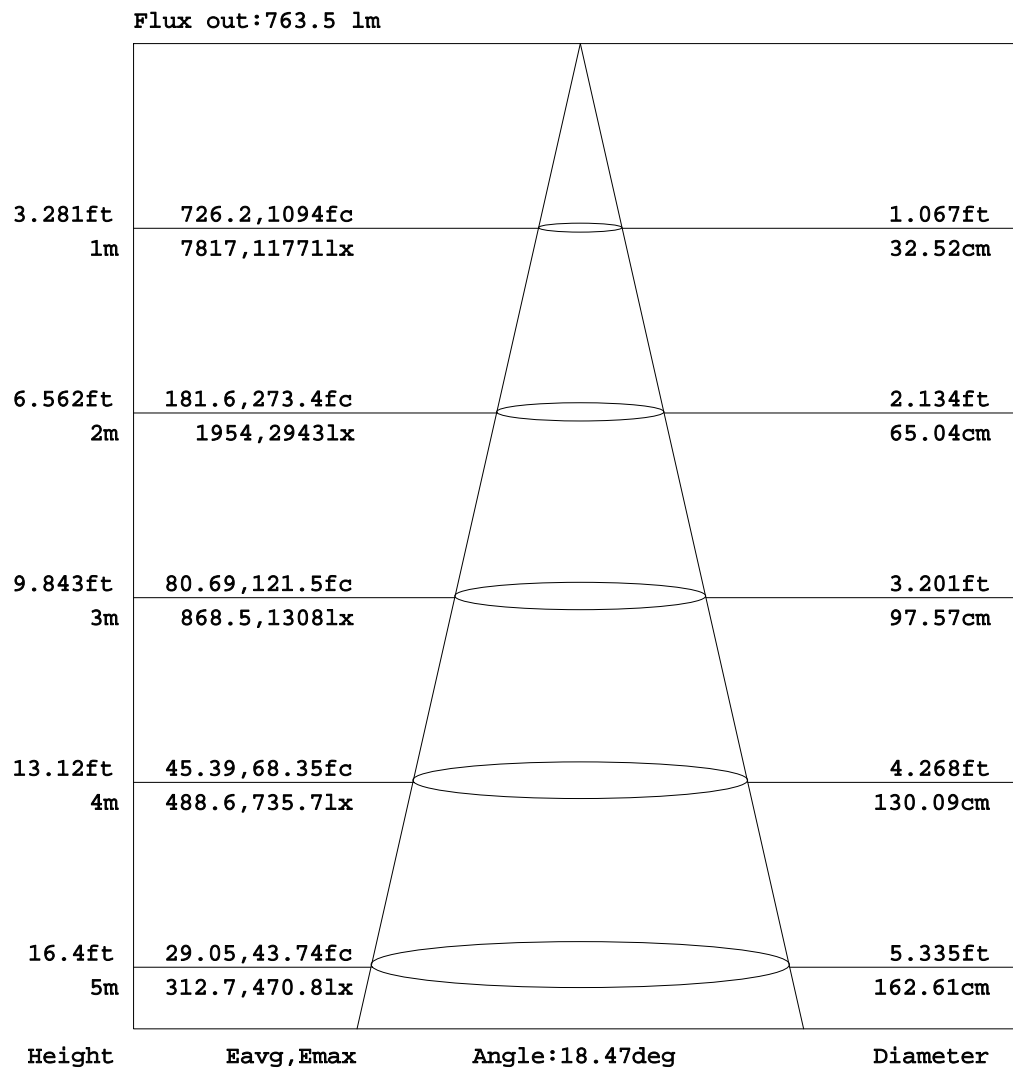 Flux out:763.5 lm
3.281ft 726.2,1094fc 1.067ft
1m 7817,11771lx 32.52cm
6.562ft 181.6,273.4fc 2.134ft
2m 1954,2943lx 65.04cm
9.843ft 80.69,121.5fc 3.201ft
3m 868.5,1308lx 97.57cm
13.12ft 45.39,68.35fc 4.268ft
4m 488.6,735.7lx 130.09cm
16.4ft 29.05,43.74fc 5.335ft
5m 312.7,470.8lx 162.61cm
Height Eavg,Emax Angle:18.47deg Diameter